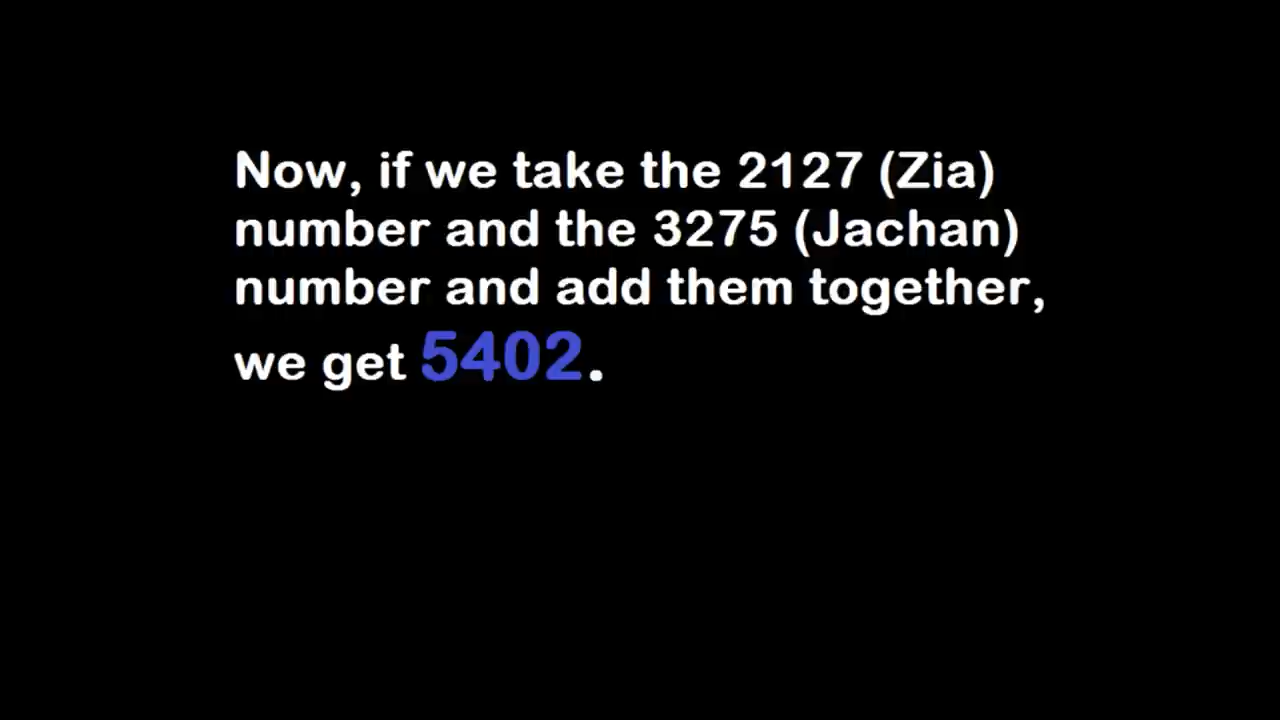 Now, if we take the 2127 (Zia)
number and the 3275 (Jachan)
number and add them together,
we get 5402.